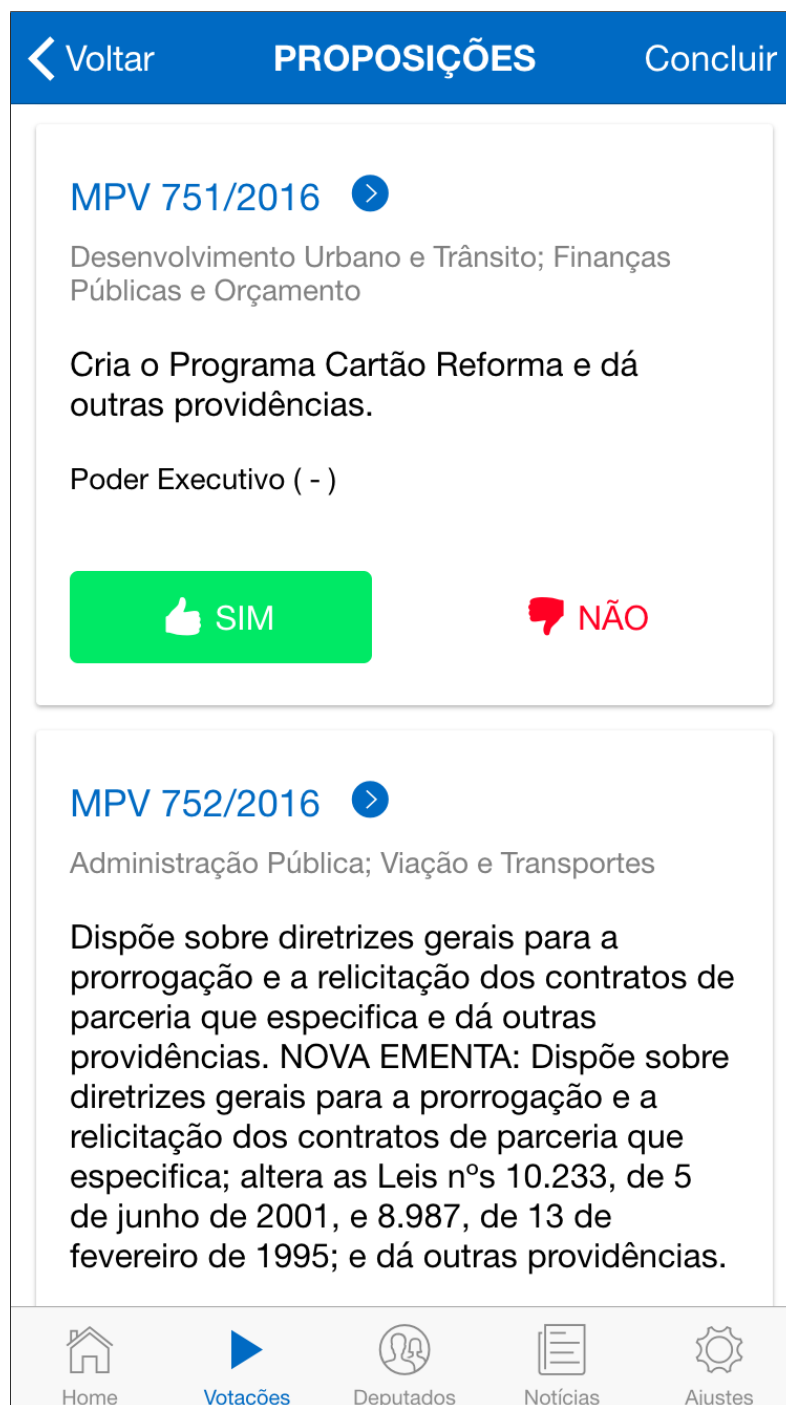 Voltar PROPOSIÇÕES Concluir
MPV 751/2016
Desenvolvimento Urbano e Trânsito; Finanças
Públicas e Orçamento
Cria o Programa Cartão Reforma e dá
outras providências.
Poder Executivo ( - )
SIM NÃO
MPV 752/2016
Administração Pública; Viação e Transportes
Dispõe sobre diretrizes gerais para a
prorrogação e a relicitação dos contratos de
parceria que especifica e dá outras
providências. NOVA EMENTA: Dispõe sobre
diretrizes gerais para a prorrogação e a
relicitação dos contratos de parceria que
especifica; altera as Leis nºs 10.233, de 5
de junho de 2001, e 8.987, de 13 de
fevereiro de 1995; e dá outras providências.
Home Votações Deputados Notícias Ajustes